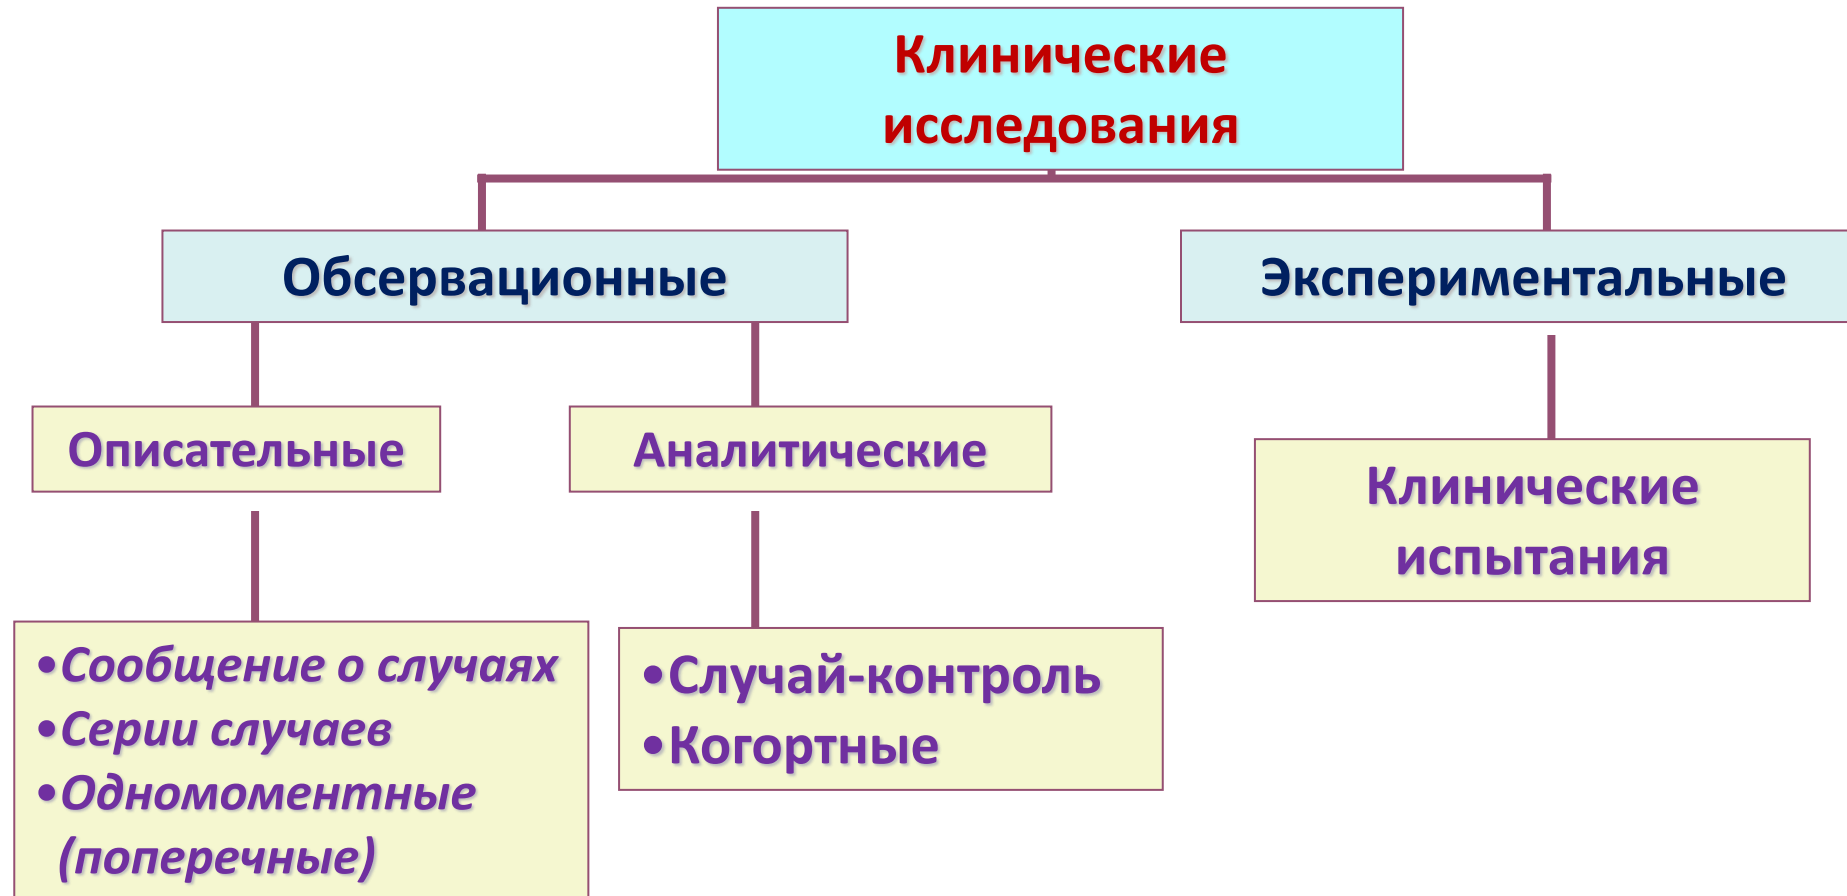 Клинические
исследования
Обсервационные
Экспериментальные
Описательные
Аналитические
Клинические
испытания
•Сообщение о случаях
•Серии случаев
•Одномоментные
(поперечные)
•Случай-контроль
•Когортные